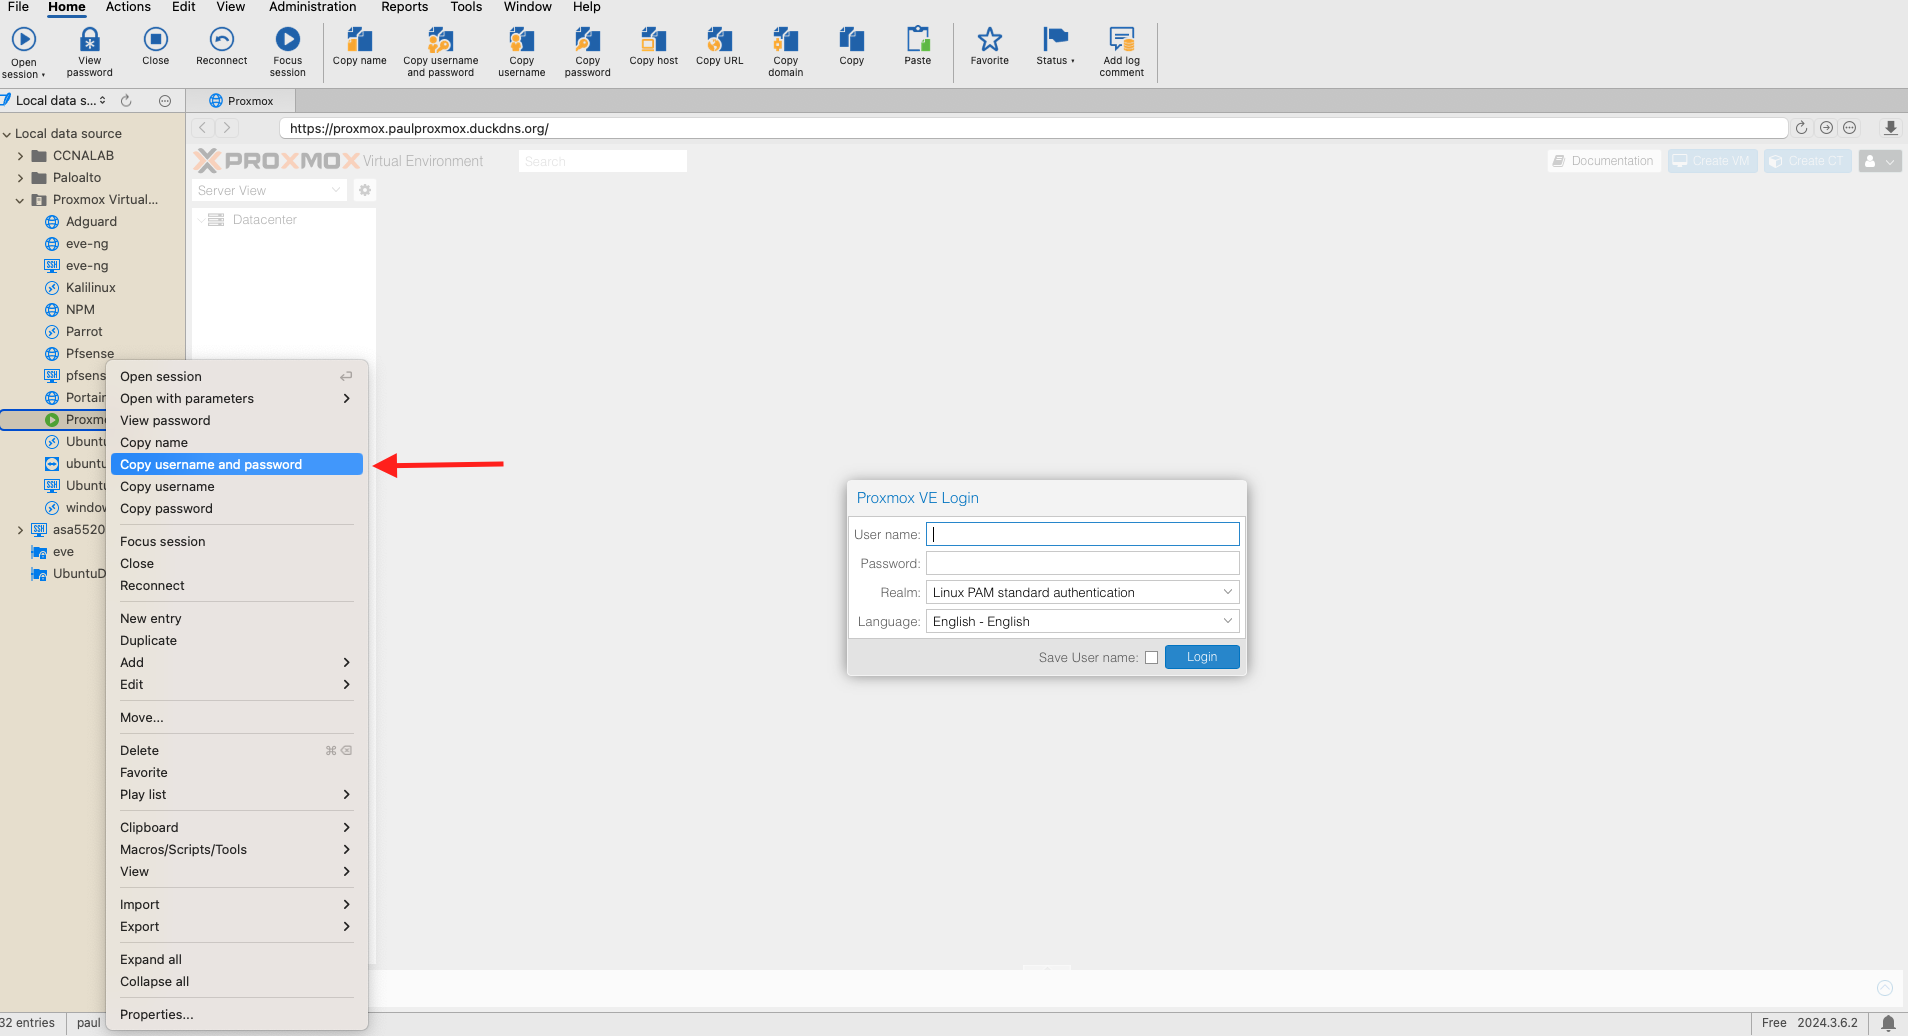 File Home Actions Edit View Administration Reports Tools Window Help
Open session
View password
Close
Reconnect
Focus session
Copy name
Copy username and password
Copy username
Copy password
Copy host
Copy URL
Copy domain
Copy
Paste
Favorite
Status
Add log comment
Local data s...
Proxmox
https://proxmox.paulproxmox.duckdns.org/
Local data source
CCNALAB
Paloalto
Proxmox Virtual...
Adguard
eve-ng
SSH eve-ng
Kalilinux
NPM
Parrot
Pfsense
SSH pfsens
Portair
Proxmo
Ubuntu
ubuntu
SSH Ubuntu
window
SSH asa5520
eve
UbuntuD
PROXMOX Virtual Environment
Search
Documentation
Create VM
Create CT
Server View
Datacenter
Open session
Open with parameters
View password
Copy name
Copy username and password
Copy username
Copy password
Focus session
Close
Reconnect
New entry
Duplicate
Add
Edit
Move...
Delete ⌘ ⌫
Favorite
Play list
Clipboard
Macros/Scripts/Tools
View
Import
Export
Expand all
Collapse all
Properties...
Proxmox VE Login
User name:
Password:
Realm: Linux PAM standard authentication
Language: English - English
Save User name: Login
32 entries
paul
Free 2024.3.6.2